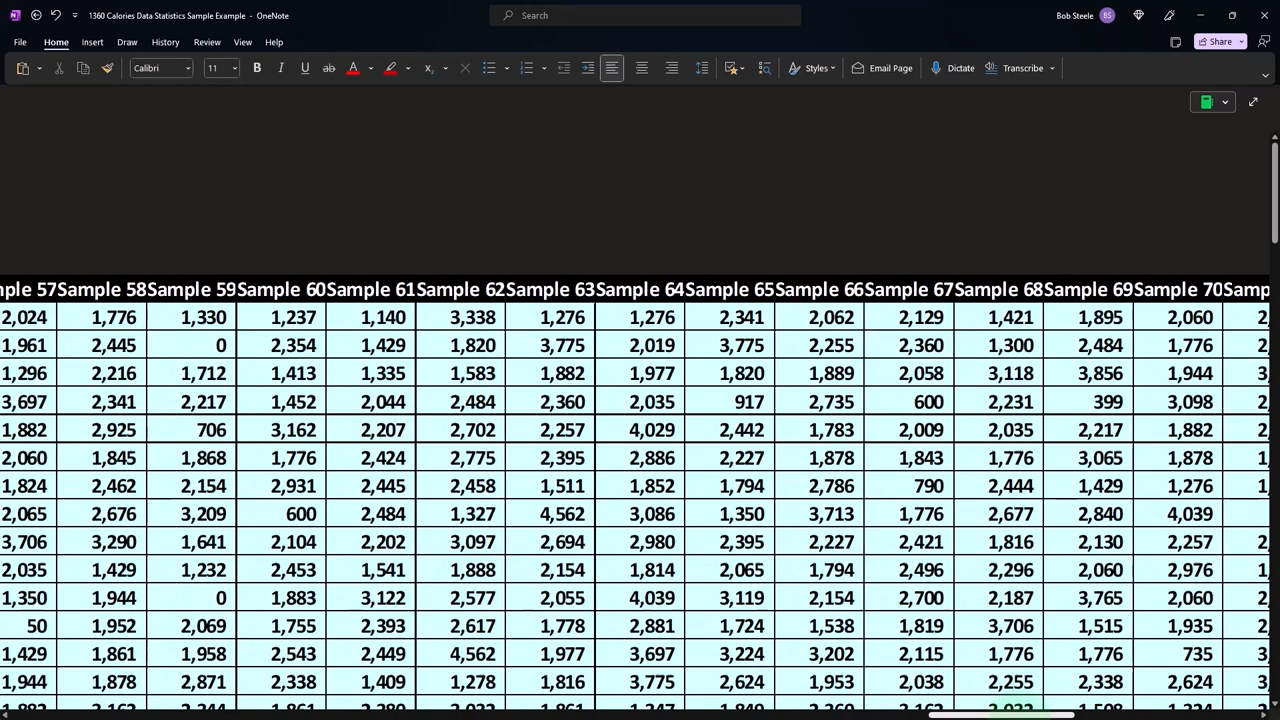 1360 Calories Data Statistics Sample Example - OneNote
Search
Bob Steele BS
File Home Insert Draw History Review View Help
Share
Calibri 11 B I U ab A Styles Email Page Dictate Transcribe
mple 57 Sample 58 Sample 59 Sample 60 Sample 61 Sample 62 Sample 63 Sample 64 Sample 65 Sample 66 Sample 67 Sample 68 Sample 69 Sample 70 Samp
2,024 1,776 1,330 1,237 1,140 3,338 1,276 1,276 2,341 2,062 2,129 1,421 1,895 2,060 2,
1,961 2,445 0 2,354 1,429 1,820 3,775 2,019 3,775 2,255 2,360 1,300 2,484 1,776 2,
1,296 2,216 1,712 1,413 1,335 1,583 1,882 1,977 1,820 1,889 2,058 3,118 3,856 1,944 3,
3,697 2,341 2,217 1,452 2,044 2,484 2,360 2,035 917 2,735 600 2,231 399 3,098 2,
1,882 2,925 706 3,162 2,207 2,702 2,257 4,029 2,442 1,783 2,009 2,035 2,217 1,882 2,
2,060 1,845 1,868 1,776 2,424 2,775 2,395 2,886 2,227 1,878 1,843 1,776 3,065 1,878 2,
1,824 2,462 2,154 2,931 2,445 2,458 1,511 1,852 1,794 2,786 790 2,444 1,429 1,276 1,
2,065 2,676 3,209 600 2,484 1,327 4,562 3,086 1,350 3,713 1,776 2,677 2,840 4,039
3,706 3,290 1,641 2,104 2,202 3,097 2,694 2,980 2,395 2,227 2,421 1,816 2,130 2,257 2,
2,035 1,429 1,232 2,453 1,541 1,888 2,154 1,814 2,065 1,794 2,496 2,296 2,060 2,976 1,
1,350 1,944 0 1,883 3,122 2,577 2,055 4,039 3,119 2,154 2,700 2,187 3,765 2,060 2,
50 1,952 2,069 1,755 2,393 2,617 1,778 2,881 1,724 1,538 1,819 3,706 1,515 1,935 2,
1,429 1,861 1,958 2,543 2,449 4,562 1,977 3,697 3,224 3,202 2,115 1,776 1,776 735 3,
1,944 1,878 2,871 2,338 1,409 1,278 1,816 3,775 2,624 1,953 2,038 2,255 2,338 2,624 3,